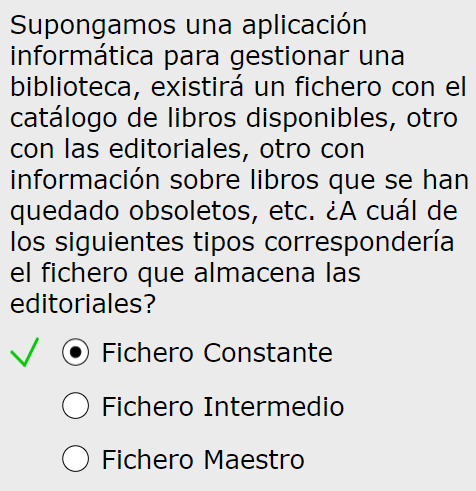 Supongamos una aplicación
informática para gestionar una
biblioteca, existirá un fichero con el
catálogo de libros disponibles, otro
con las editoriales, otro con
información sobre libros que se han
quedado obsoletos, etc. ¿A cuál de
los siguientes tipos correspondería
el fichero que almacena las
editoriales?
Fichero Constante
Fichero Intermedio
Fichero Maestro